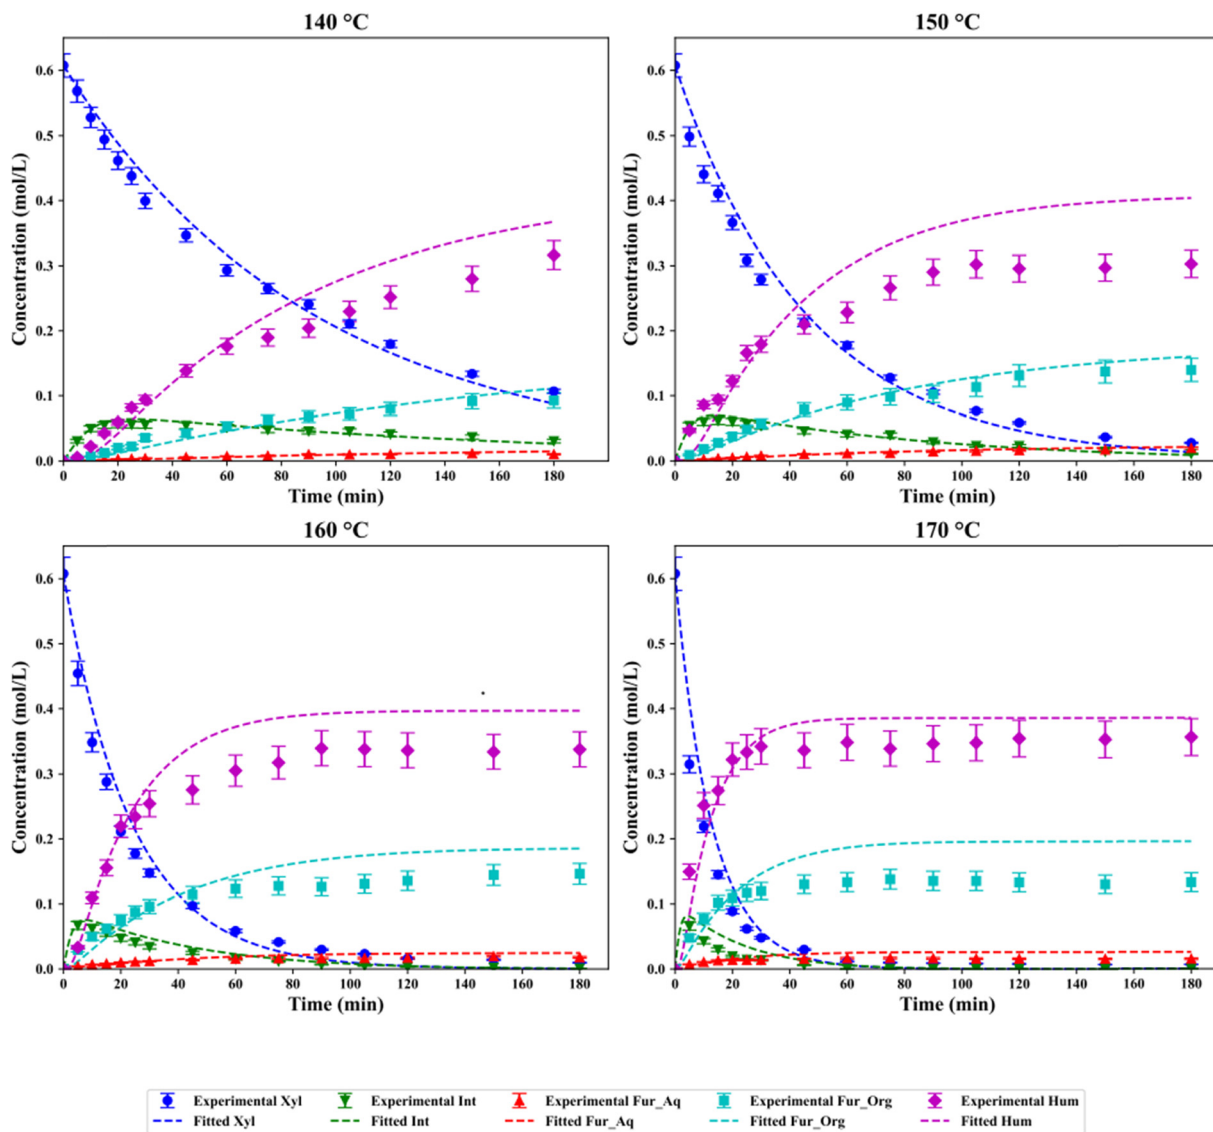 140 °C
150 °C
0.6
0.5
0.4
0.3
0.2
0.1
0.0
Concentration (mol/L)
0 20 40 60 80 100 120 140 160 180
Time (min)
0.6
0.5
0.4
0.3
0.2
0.1
0.0
Concentration (mol/L)
0 20 40 60 80 100 120 140 160 180
Time (min)
160 °C
170 °C
0.6
0.5
0.4
0.3
0.2
0.1
0.0
Concentration (mol/L)
0 20 40 60 80 100 120 140 160 180
Time (min)
0.6
0.5
0.4
0.3
0.2
0.1
0.0
Concentration (mol/L)
0 20 40 60 80 100 120 140 160 180
Time (min)
Experimental Xyl Experimental Int Experimental Fur_Aq Experimental Fur_Org Experimental Hum
Fitted Xyl Fitted Int Fitted Fur_Aq Fitted Fur_Org Fitted Hum